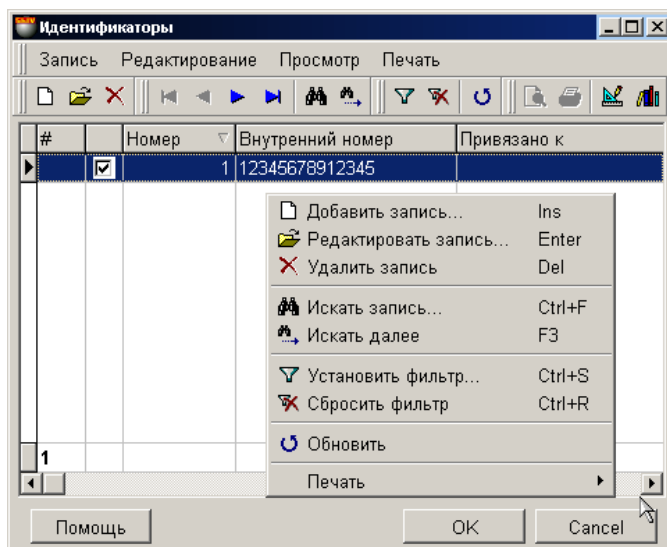 Идентификаторы
Запись Редактирование Просмотр Печать
# Номер Внутренний номер Привязано к
1 12345678912345
Добавить запись... Ins
Редактировать запись... Enter
Удалить запись Del
Искать запись... Ctrl+F
Искать далее F3
Установить фильтр... Ctrl+S
Сбросить фильтр Ctrl+R
Обновить
Печать
1
Помощь OK Cancel